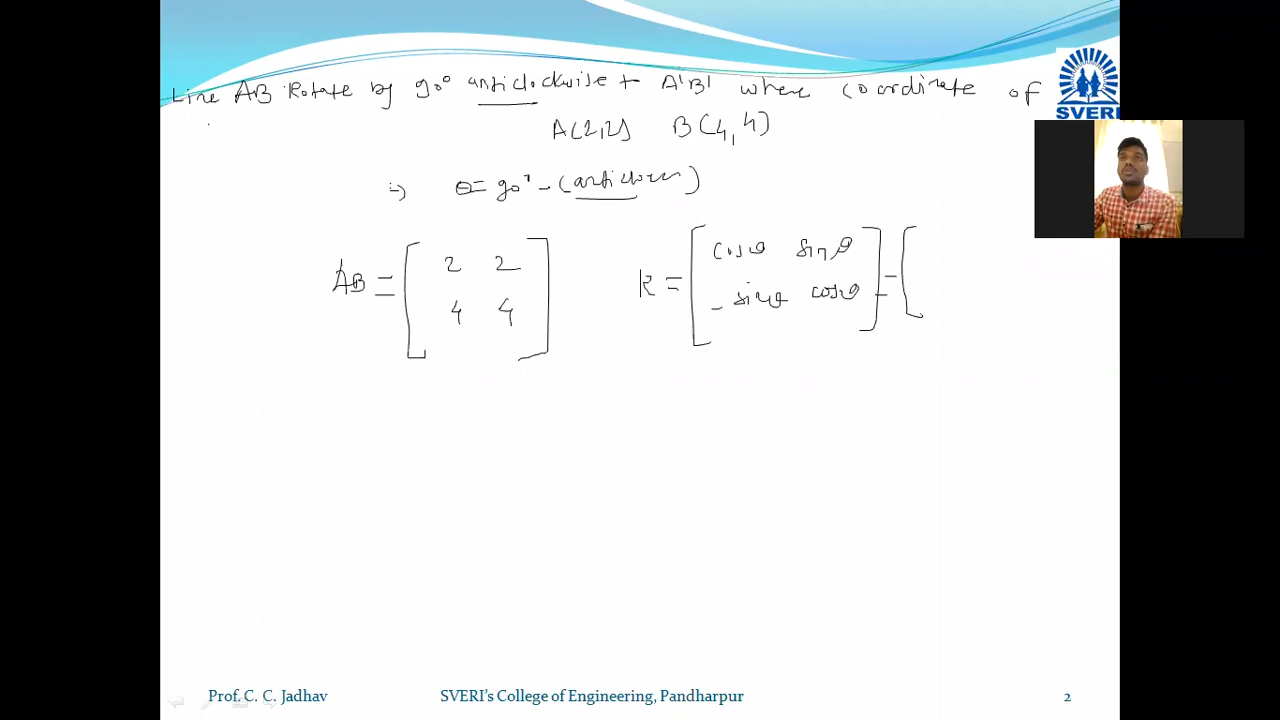 Line AB Rotate by 90° anticlockwise to A'B' where coordinate of
SVERI
A(2,2) B(4,4)
θ = 90° - (anticlock)
AB = [ 2 2
4 4 ]
R = [ cosθ sinθ
- sinθ cosθ ] = [
Prof. C. C. Jadhav
SVERI's College of Engineering, Pandharpur
2